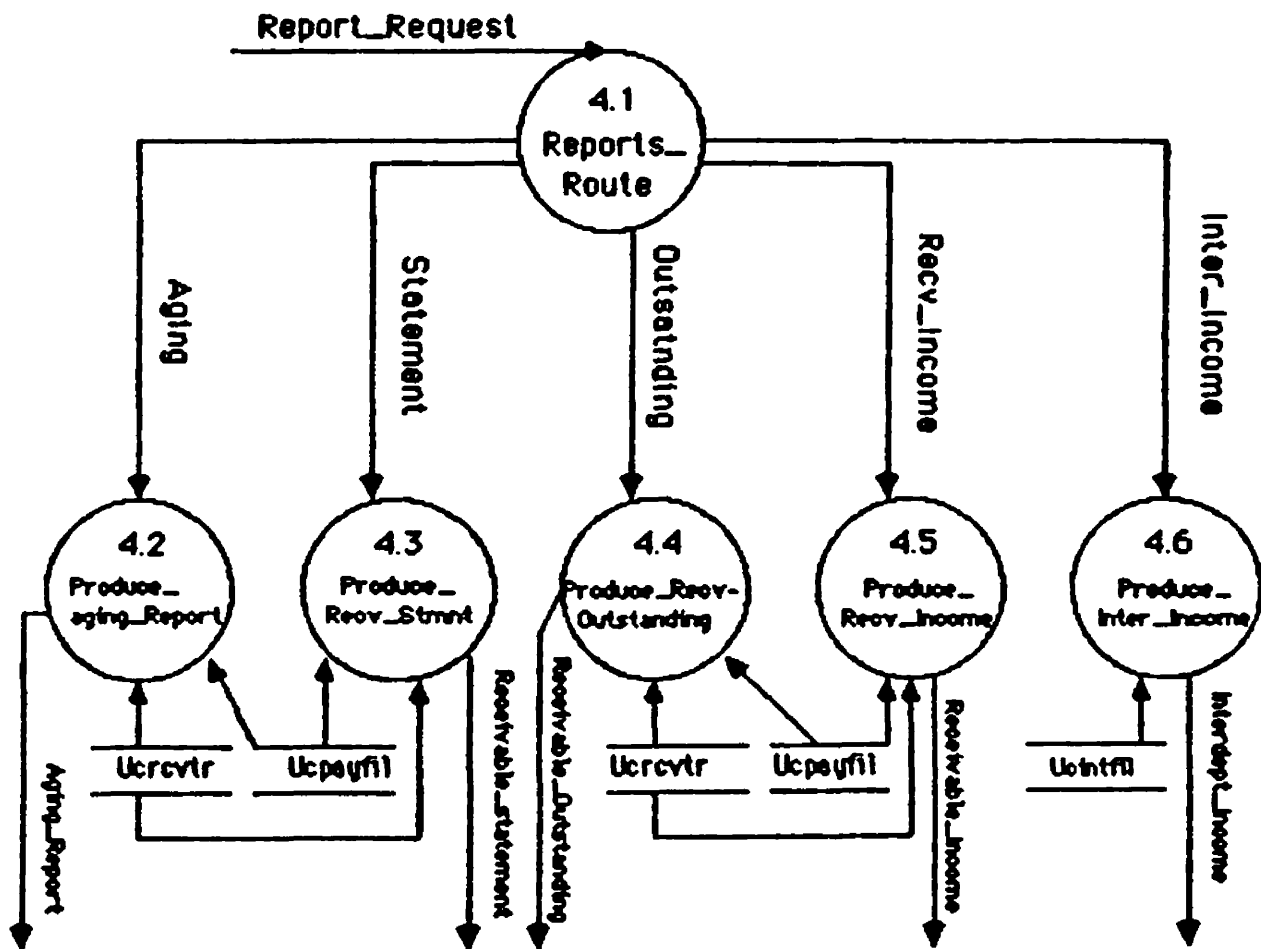 Report_Request
4.1
Reports_
Route
Aging
Statement
Outsatnding
Recv_Income
Inter_Income
4.2
Produce_
aging_Report
4.3
Produce_
Recv_Stmnt
4.4
Produce_Recv-
Outstanding
4.5
Produce_
Recv_Income
4.6
Produce_
Inter_Income
Ucrcvtr
Ucpayfil
Ucrcvtr
Ucpayfil
Ucintfil
Aging_Report
Receivable_statement
Receivable_Outstanding
Receivable_Income
Interdept_Income